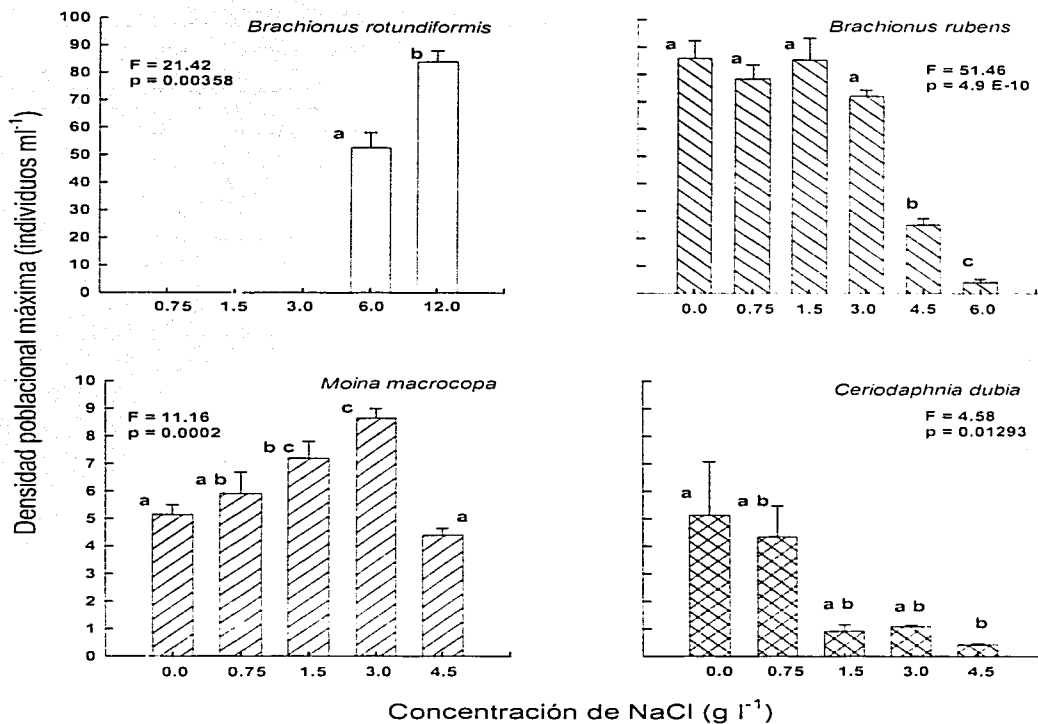 Densidad poblacional máxima (individuos ml⁻¹)
Brachionus rotundiformis
F = 21.42
p = 0.00358
100
90
80
70
60
50
40
30
20
10
0
a
b
0.75 1.5 3.0 6.0 12.0
Brachionus rubens
F = 51.46
p = 4.9 E-10
a a a a b c
0.0 0.75 1.5 3.0 4.5 6.0
Moina macrocopa
F = 11.16
p = 0.0002
10
9
8
7
6
5
4
3
2
1
0
a a b b c c a
0.0 0.75 1.5 3.0 4.5
Ceriodaphnia dubia
F = 4.58
p = 0.01293
a a b a b a b b
0.0 0.75 1.5 3.0 4.5
Concentración de NaCl (g l⁻¹)